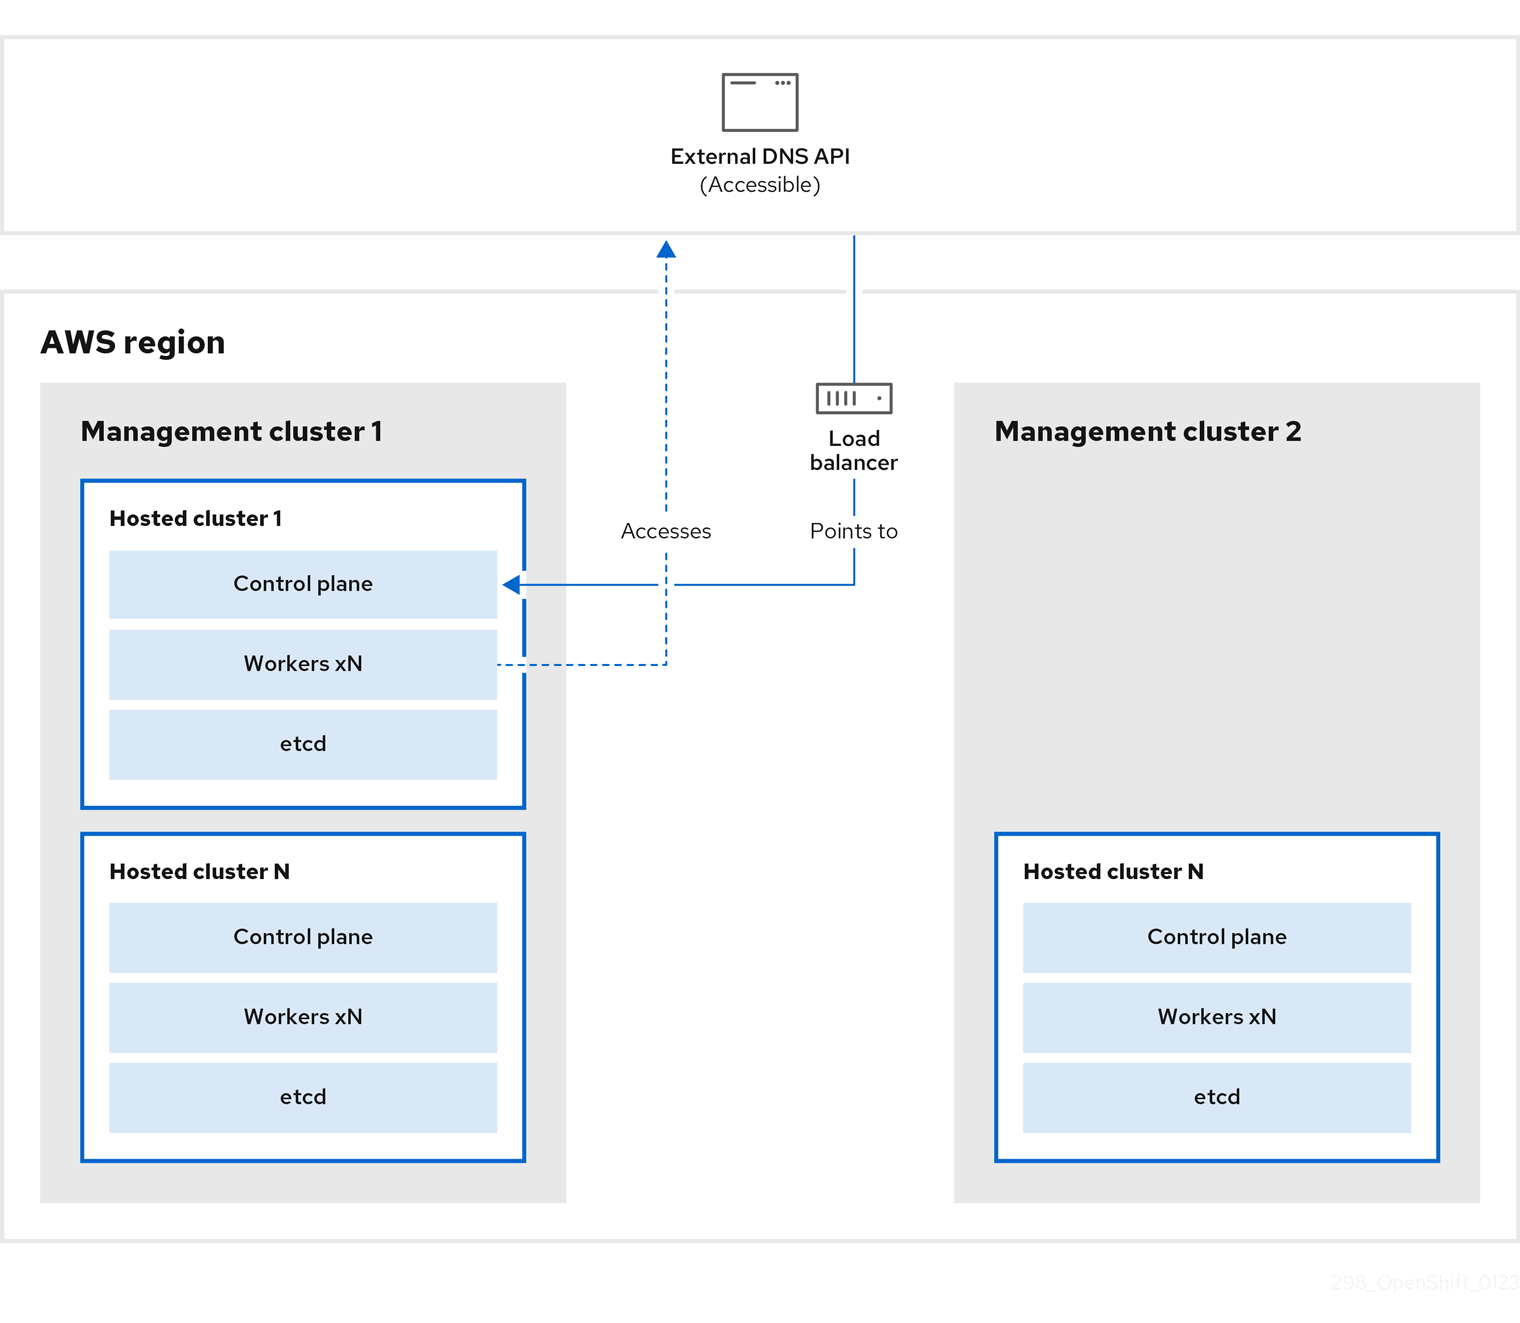 External DNS API
(Accessible)
AWS region
Management cluster 1
Hosted cluster 1
Control plane
Workers xN
etcd
Hosted cluster N
Control plane
Workers xN
etcd
Accesses
Load
balancer
Points to
Management cluster 2
Hosted cluster N
Control plane
Workers xN
etcd
298_OpenShift_0123